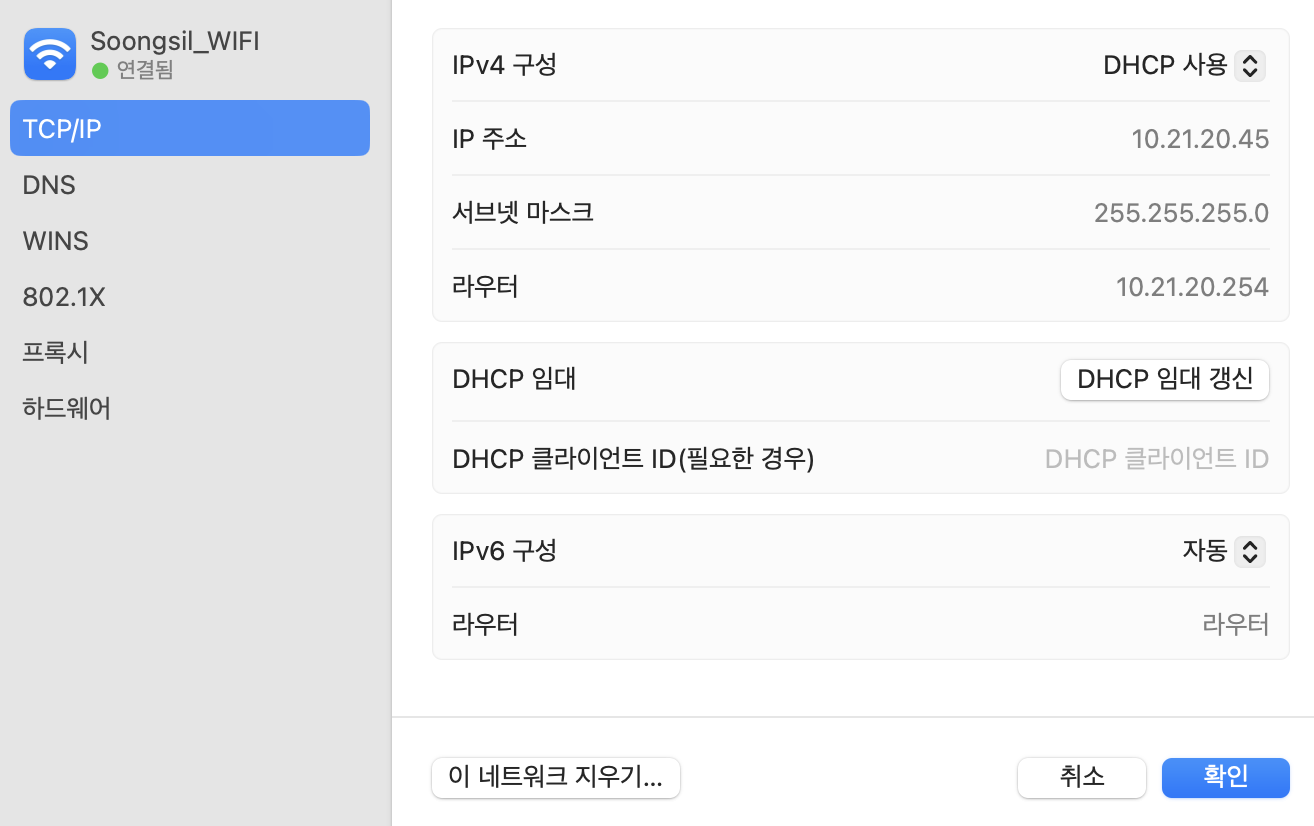 Soongsil_WIFI
연결됨
TCP/IP
DNS
WINS
802.1X
프록시
하드웨어
IPv4 구성
DHCP 사용
IP 주소
10.21.20.45
서브넷 마스크
255.255.255.0
라우터
10.21.20.254
DHCP 임대
DHCP 임대 갱신
DHCP 클라이언트 ID(필요한 경우)
DHCP 클라이언트 ID
IPv6 구성
자동
라우터
라우터
이 네트워크 지우기...
취소
확인